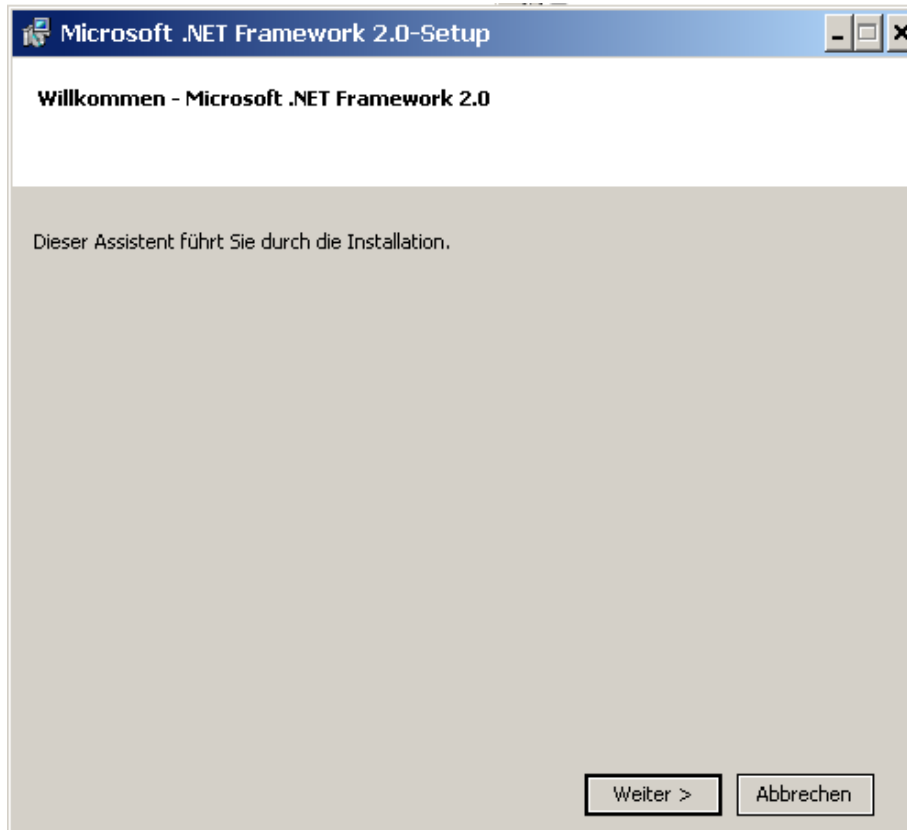 Microsoft .NET Framework 2.0-Setup
Willkommen - Microsoft .NET Framework 2.0
Dieser Assistent führt Sie durch die Installation.
Weiter > Abbrechen